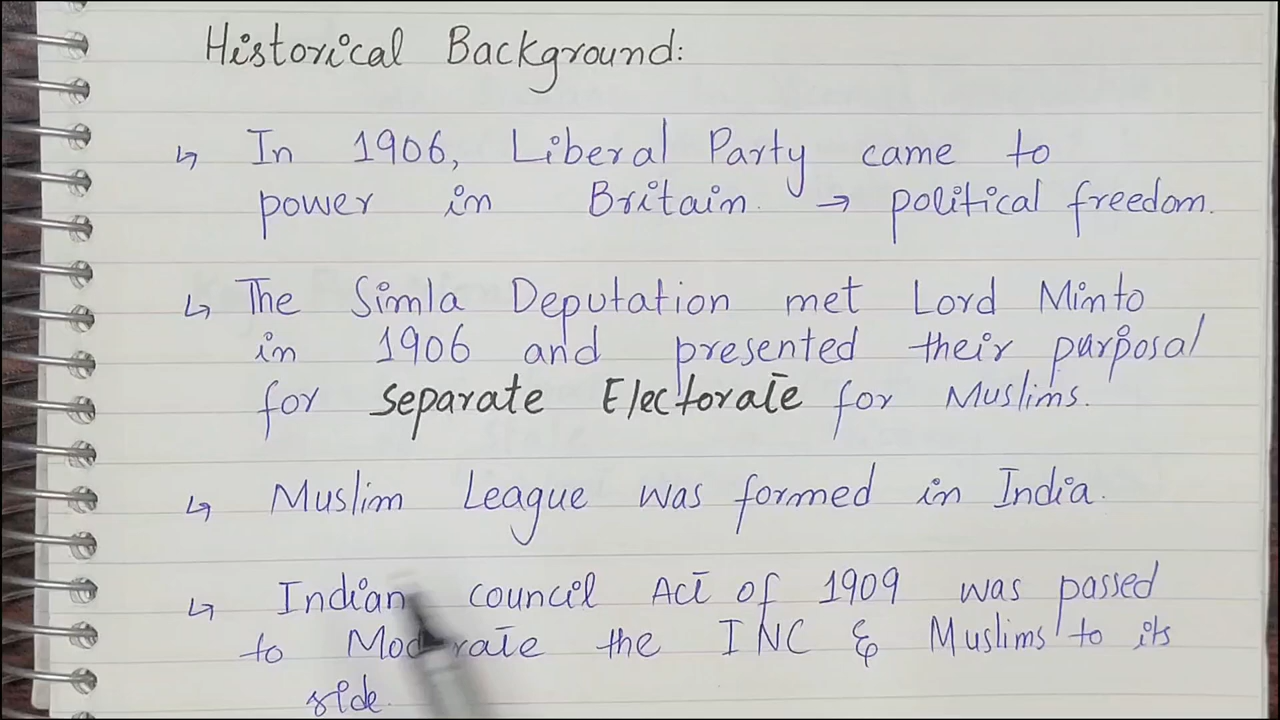 Historical Background:
↳ In 1906, Liberal Party came to
power in Britain. → political freedom.
↳ The Simla Deputation met Lord Minto
in 1906 and presented their purposal
for separate Electorate for Muslims.
↳ Muslim League was formed in India.
↳ Indian council Act of 1909 was passed
to Moderate the INC & Muslims to its
side.